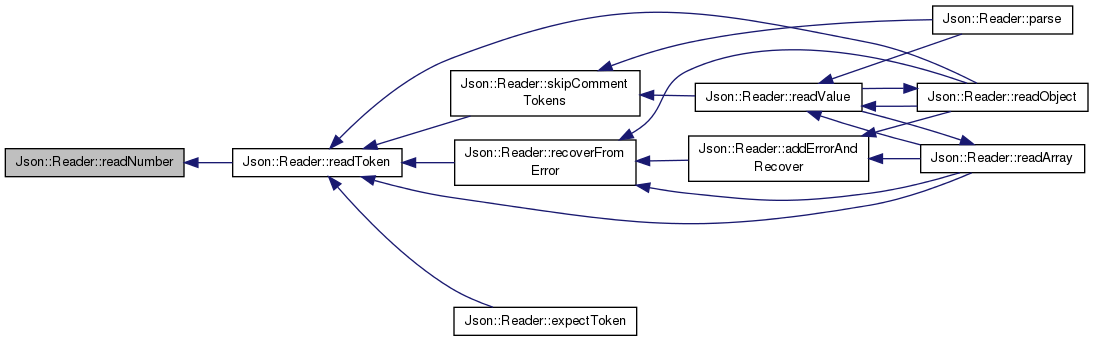 Json::Reader::parse
Json::Reader::skipComment
Tokens
Json::Reader::readValue
Json::Reader::readObject
Json::Reader::readNumber
Json::Reader::readToken
Json::Reader::recoverFrom
Error
Json::Reader::addErrorAnd
Recover
Json::Reader::readArray
Json::Reader::expectToken